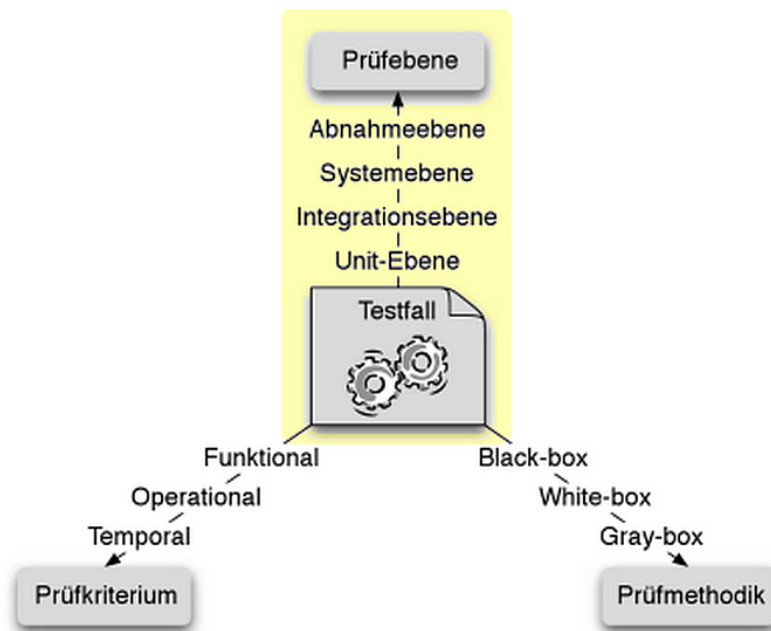 Prüfebene
Abnahmeebene
Systemebene
Integrationsebene
Unit-Ebene
Testfall
Funktional
Operational
Temporal
Prüfkriterium
Black-box
White-box
Gray-box
Prüfmethodik